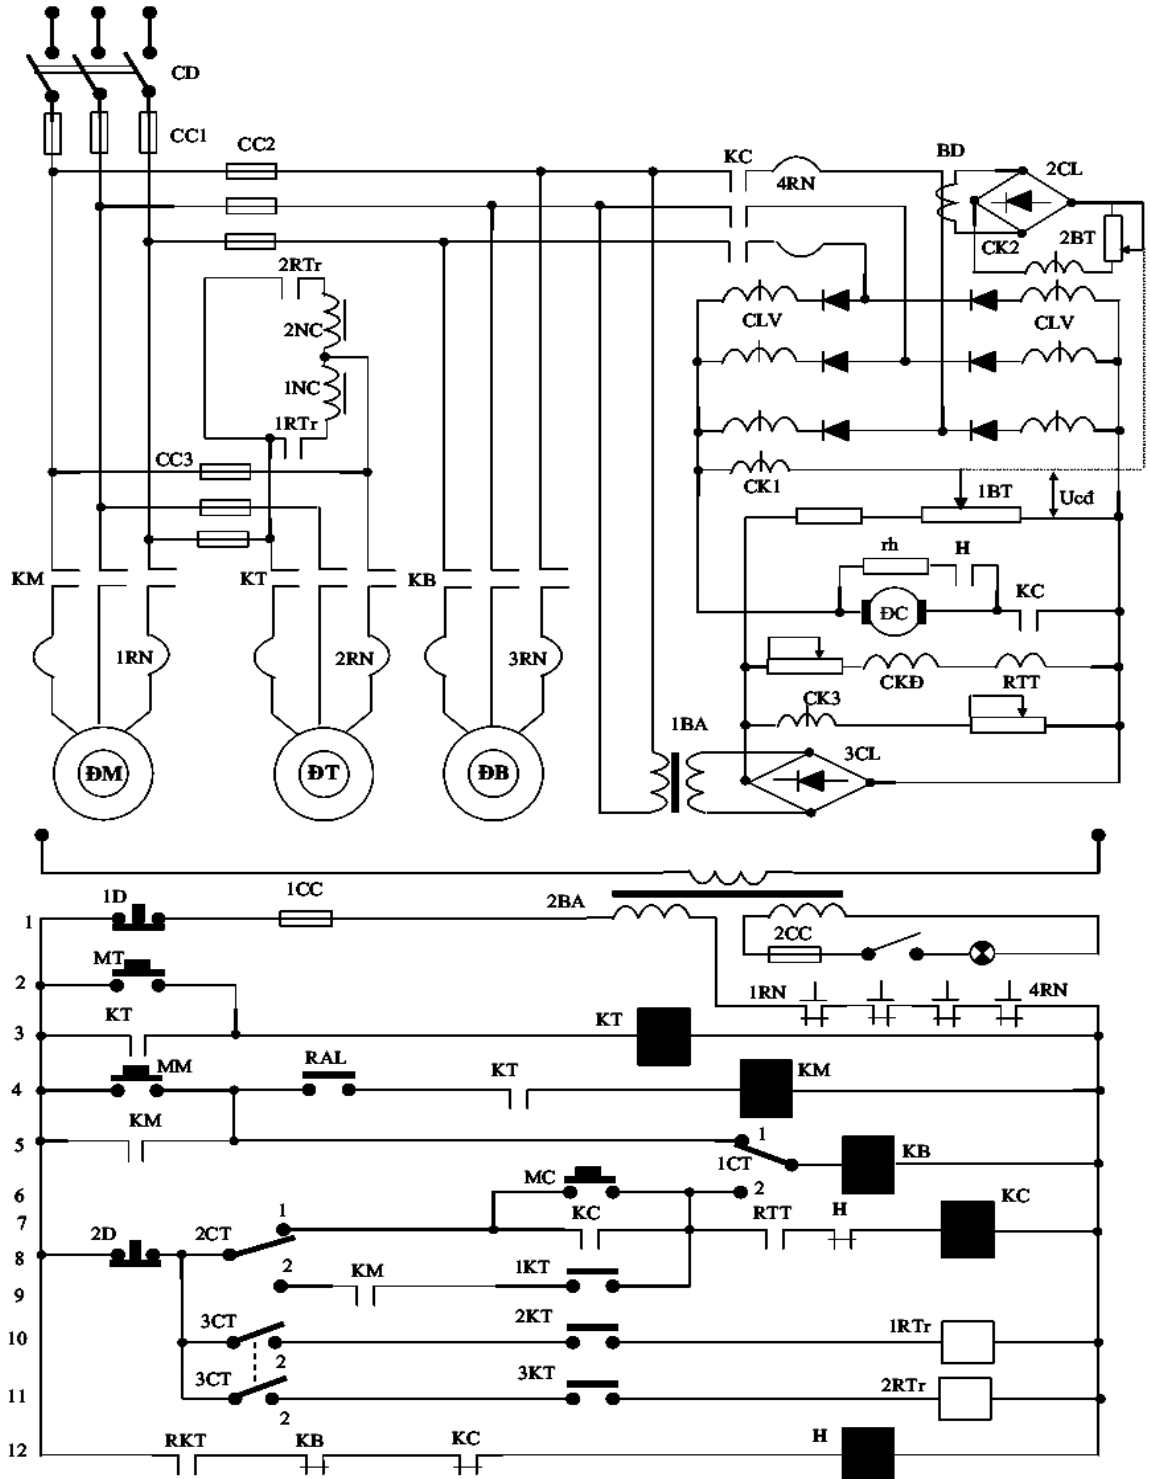 CD
CC1
CC2
KC
4RN
BD
2CL
CK2
2BT
2RTr
2NC
CLV
CLV
1NC
1RTr
CC3
CK1
1BT
Ucđ
rh
H
KM
KT
KB
ĐC
KC
1RN
2RN
3RN
CKĐ
RTT
CK3
1BA
3CL
ĐM
ĐT
ĐB
1D
1CC
2BA
1
2CC
MT
2
1RN
4RN
KT
3
KT
MM
RAL
KT
KM
4
KM
5
1
1CT
KB
MC
2
6
KC
1
7
KC
RTT
H
2D
2CT
8
2
KM
1KT
9
3CT
2KT
1RTr
10
2
3CT
3KT
2RTr
11
2
RKT
KB
KC
H
12